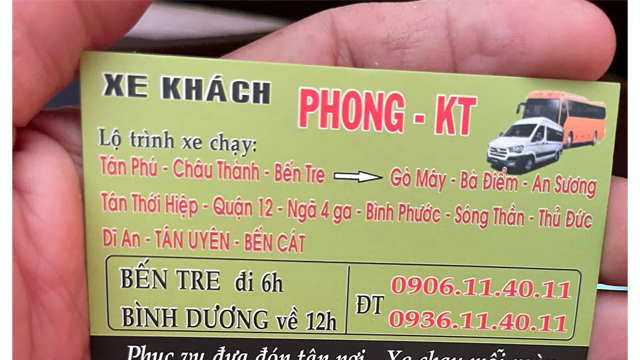 XE KHÁCH PHONG - KT
Lộ trình xe chạy:
Tân Phú - Châu Thành - Bến Tre → Gò Mây - Bà Điểm - An Sương
Tân Thới Hiệp - Quận 12 - Ngã 4 ga - Bình Phước - Sóng Thần - Thủ Đức
Dĩ An - TÂN UYÊN - BẾN CÁT
BẾN TRE đi 6h
BÌNH DƯƠNG về 12h
ĐT
0906.11.40.11
0936.11.40.11
Phục vụ đưa đón tận nơi - Xe chạy mỗi